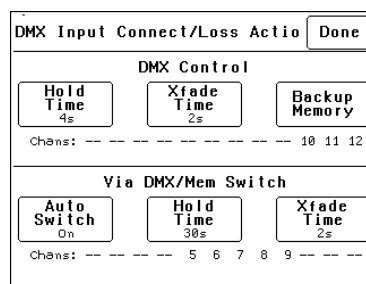 DMX Input Connect/Loss Actio Done
DMX Control
Hold Time 4s Xfade Time 2s Backup Memory
Chans: -- -- -- -- -- -- -- -- -- 10 11 12
Via DMX/Mem Switch
Auto Switch On Hold Time 30s Xfade Time 2s
Chans: -- -- -- -- 5 6 7 8 9 -- -- --